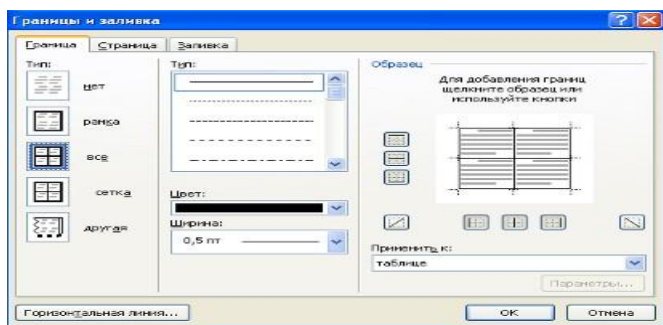 Границы и заливка
Граница Страница Заливка
Тип:
нет
рамка
все
сетка
другая
Тип:
Цвет:
Ширина:
0,5 пт
Образец
Для добавления границ
щелкните образец или
используйте кнопки
Применить к:
таблице
Параметры...
Горизонтальная линия...
ОК Отмена